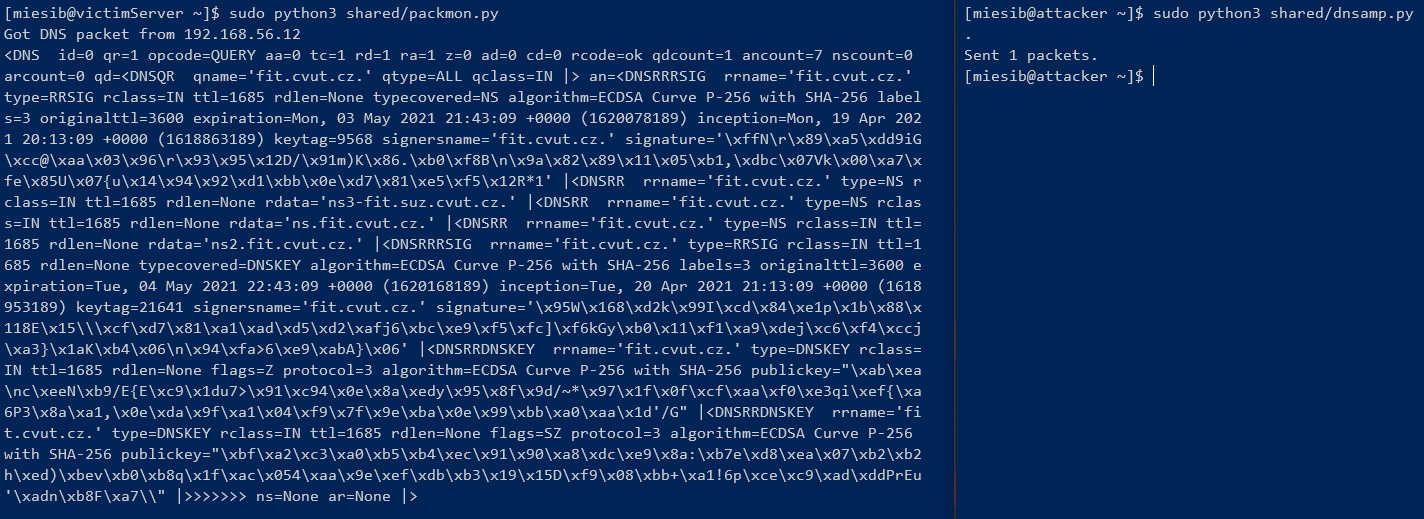 [miesib@victimServer ~]$ sudo python3 shared/packmon.py
Got DNS packet from 192.168.56.12
<DNS  id=0 qr=1 opcode=QUERY aa=0 tc=1 rd=1 ra=1 z=0 ad=0 cd=0 rcode=ok qdcount=1 ancount=7 nscount=0
arcount=0 qd=<DNSQR  qname='fit.cvut.cz.' qtype=ALL qclass=IN |> an=<DNSRRRSIG  rrname='fit.cvut.cz.'
type=RRSIG rclass=IN ttl=1685 rdlen=None typecovered=NS algorithm=ECDSA Curve P-256 with SHA-256 label
s=3 originalttl=3600 expiration=Mon, 03 May 2021 21:43:09 +0000 (1620078189) inception=Mon, 19 Apr 202
1 20:13:09 +0000 (1618863189) keytag=9568 signersname='fit.cvut.cz.' signature='\xffN\r\x89\xa5\xdd9iG
\xcc@\xaa\x03\x96\r\x93\x95\x12D/\x91m)K\x86.\xb0\xf8B\n\x9a\x82\x89\x11\x05\xb1,\xdbc\x07Vk\x00\xa7\x
fe\x85U\x07{u\x14\x94\x92\xd1\xbb\x0e\xd7\x81\xe5\xf5\x12R*1' |<DNSRR  rrname='fit.cvut.cz.' type=NS r
class=IN ttl=1685 rdlen=None rdata='ns3-fit.suz.cvut.cz.' |<DNSRR  rrname='fit.cvut.cz.' type=NS rclas
s=IN ttl=1685 rdlen=None rdata='ns.fit.cvut.cz.' |<DNSRR  rrname='fit.cvut.cz.' type=NS rclass=IN ttl=
1685 rdlen=None rdata='ns2.fit.cvut.cz.' |<DNSRRRSIG  rrname='fit.cvut.cz.' type=RRSIG rclass=IN ttl=1
685 rdlen=None typecovered=DNSKEY algorithm=ECDSA Curve P-256 with SHA-256 labels=3 originalttl=3600 e
xpiration=Tue, 04 May 2021 22:43:09 +0000 (1620168189) inception=Tue, 20 Apr 2021 21:13:09 +0000 (1618
953189) keytag=21641 signersname='fit.cvut.cz.' signature='\x95W\x168\xd2k\x99I\xcd\x84\xe1p\x1b\x88\x
118E\x15\\\xcf\xd7\x81\xa1\xad\xd5\xd2\xafj6\xbc\xe9\xf5\xfc]\xf6kGy\xb0\x11\xf1\xa9\xdej\xc6\xf4\xccj
\xa3}\x1aK\xb4\x06\n\x94\xfa>6\xe9\xabA}\x06' |<DNSRRDNSKEY  rrname='fit.cvut.cz.' type=DNSKEY rclass=
IN ttl=1685 rdlen=None flags=Z protocol=3 algorithm=ECDSA Curve P-256 with SHA-256 publickey="\xab\xea
\nc\xeeN\xb9/E{E\xc9\x1du7>\x91\xc94\x0e\x8a\xedy\x95\x8f\x9d/~*\x97\x1f\x0f\xcf\xaa\xf0\xe3qi\xef{\xa
6P3\x8a\xa1,\x0e\xda\x9f\xa1\x04\xf9\x7f\x9e\xba\x0e\x99\xbb\xa0\xaa\x1d'/G" |<DNSRRDNSKEY  rrname='fi
t.cvut.cz.' type=DNSKEY rclass=IN ttl=1685 rdlen=None flags=SZ protocol=3 algorithm=ECDSA Curve P-256
with SHA-256 publickey="\xbf\xa2\xc3\xa0\xb5\xb4\xec\x91\x90\xa8\xdc\xe9\x8a:\xb7e\xd8\xea\x07\xb2\xb2
h\xed)\xbev\xb0\xb8q\x1f\xac\x054\xaa\x9e\xef\xdb\xb3\x19\x15D\xf9\x08\xbb+\xa1!6p\xce\xc9\xad\xddPrEu
'\xadn\xb8F\xa7\\" |>>>>>>> ns=None ar=None |>
[miesib@attacker ~]$ sudo python3 shared/dnsamp.py
.
Sent 1 packets.
[miesib@attacker ~]$